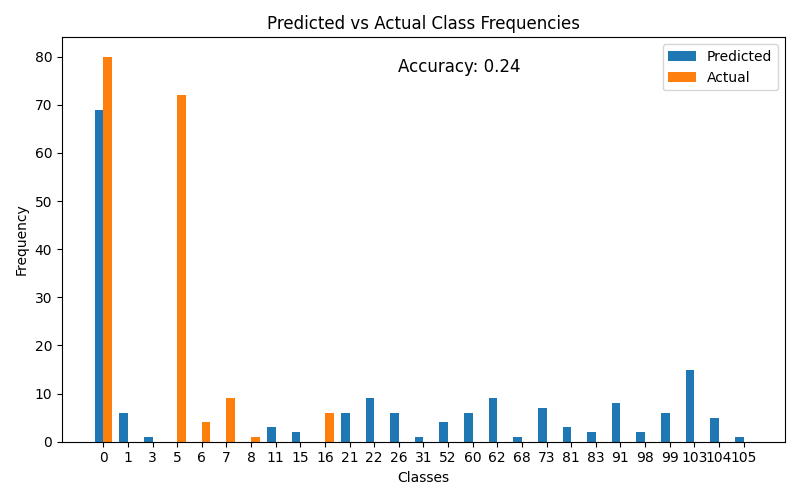 Predicted vs Actual Class Frequencies
Accuracy: 0.24
Predicted
Actual
Frequency
80
70
60
50
40
30
20
10
0
0 1 3 5 6 7 8 11 15 16 21 22 26 31 52 60 62 68 73 81 83 91 98 99 103 104 105
Classes